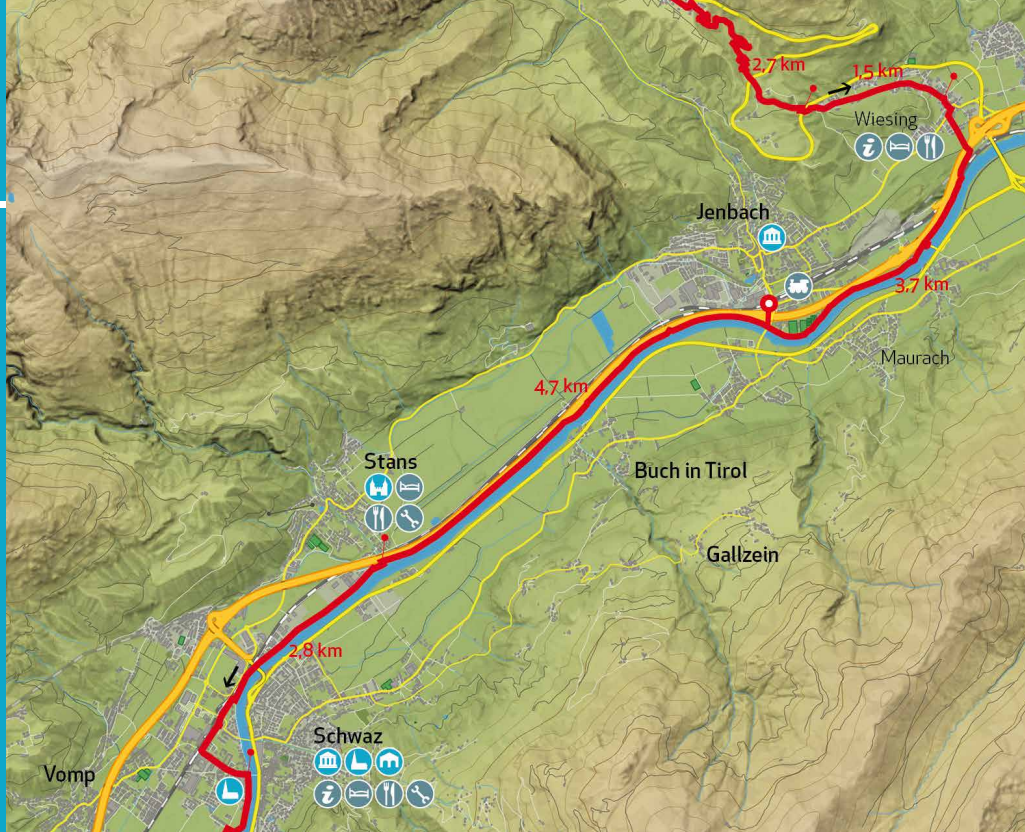 2,7 km
1,5 km
Wiesing
Jenbach
3,7 km
Maurach
4,7 km
Stans
Buch in Tirol
Gallzein
2,8 km
Schwaz
Vomp